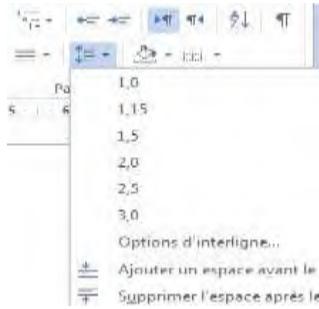 Pa
1,0
1,15
1,5
2,0
2,5
3,0
Options d'interligne...
Ajouter un espace avant le
Supprimer l'espace après le